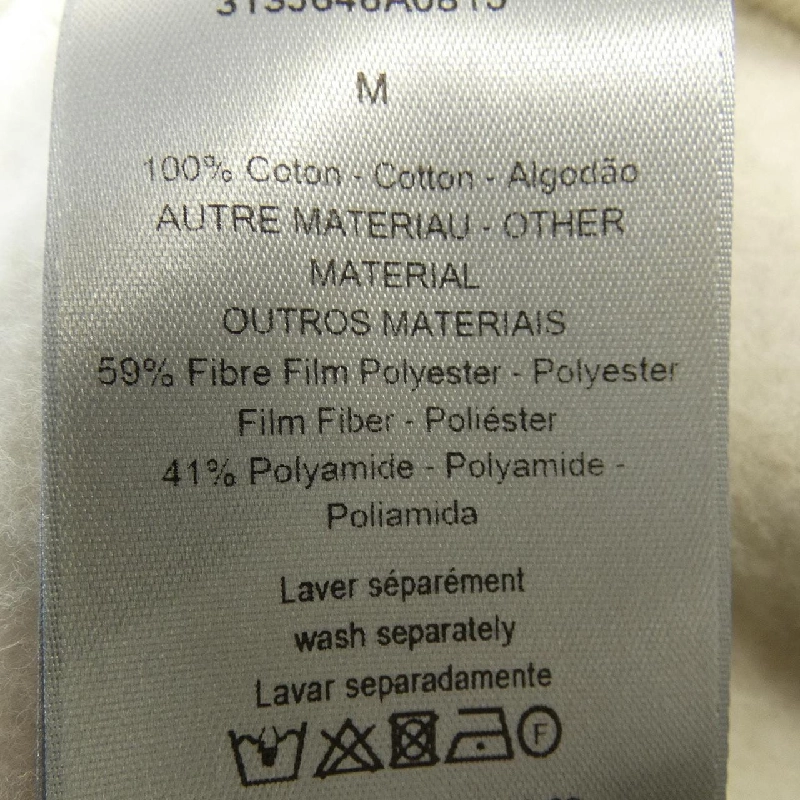 M
100% Coton - Cotton - Algodão
AUTRE MATERIAU - OTHER
MATERIAL
OUTROS MATERIAIS
59% Fibre Film Polyester - Polyester
Film Fiber - Poliéster
41% Polyamide - Polyamide -
Poliamida
Laver séparément
wash separately
Lavar separadamente
F